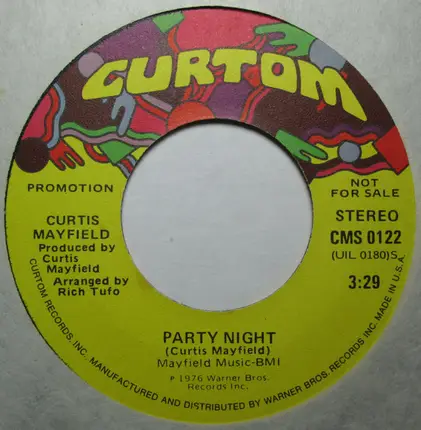 CURTOM
PROMOTION
NOT
FOR SALE
CURTIS
MAYFIELD
Produced by
Curtis
Mayfield
Arranged by
Rich Tufo
STEREO
CMS 0122
(UIL 0180)S
3:29
PARTY NIGHT
(Curtis Mayfield)
Mayfield Music-BMI
℗ 1976 Warner Bros.
Records Inc.
CURTOM RECORDS, INC. MANUFACTURED AND DISTRIBUTED BY WARNER BROS. RECORDS INC. MADE IN U.S.A.